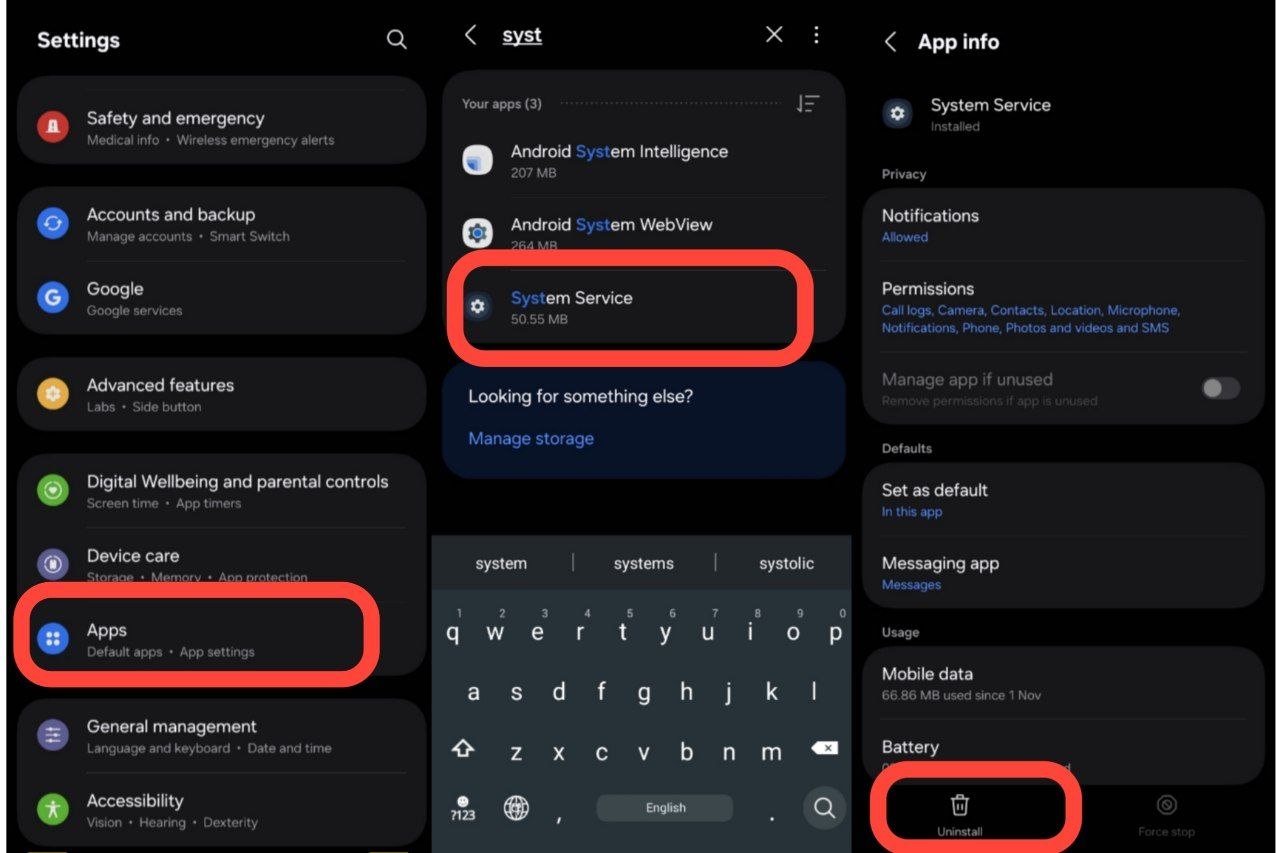 Settings
Safety and emergency
Medical info • Wireless emergency alerts
Accounts and backup
Manage accounts • Smart Switch
Google
Google services
Advanced features
Labs • Side button
Digital Wellbeing and parental controls
Screen time • App timers
Device care
Storage • Memory • App protection
Apps
Default apps • App settings
General management
Language and keyboard • Date and time
Accessibility
Vision • Hearing • Dexterity
syst
Your apps (3)
Android System Intelligence
207 MB
Android System WebView
264 MB
System Service
50.55 MB
Looking for something else?
Manage storage
system | systems | systolic
1 2 3 4 5 6 7 8 9 0
q w e r t y u i o p
a s d f g h j k l
z x c v b n m
?123 , English .
App info
System Service
Installed
Privacy
Notifications
Allowed
Permissions
Call logs, Camera, Contacts, Location, Microphone,
Notifications, Phone, Photos and videos and SMS
Manage app if unused
Remove permissions if app is unused
Defaults
Set as default
In this app
Messaging app
Messages
Usage
Mobile data
66.86 MB used since 1 Nov
Battery
Uninstall
Force stop